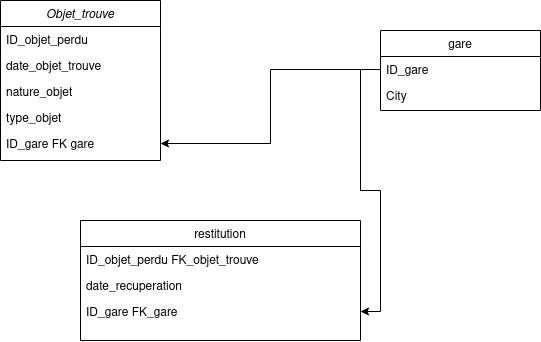 Objet_trouve
ID_objet_perdu
date_objet_trouve
nature_objet
type_objet
ID_gare FK gare
gare
ID_gare
City
restitution
ID_objet_perdu FK_objet_trouve
date_recuperation
ID_gare FK_gare